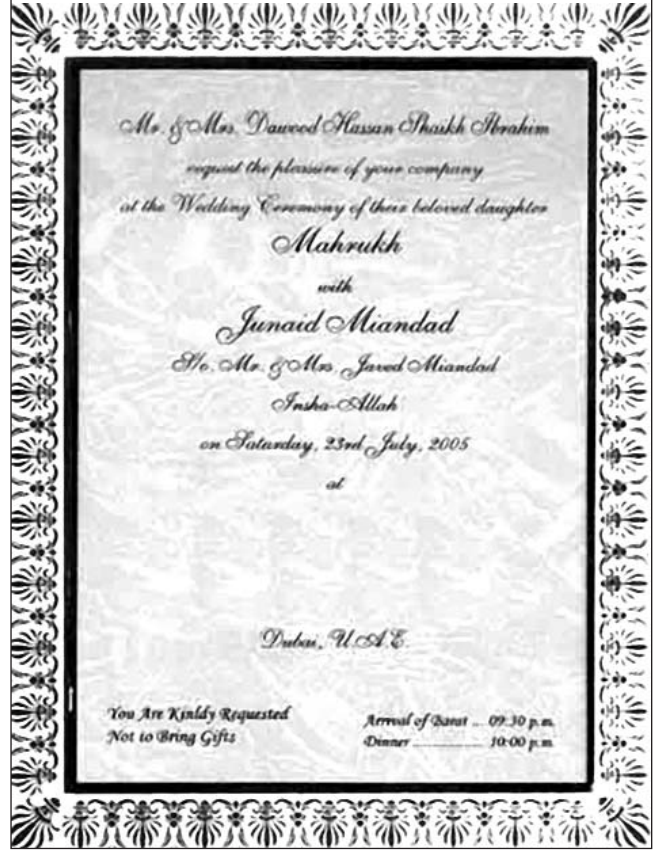 Mr. & Mrs. Dawood Hassan Shaikh Ibrahim
request the pleasure of your company
at the Wedding Ceremony of their beloved daughter
Mahrukh
with
Junaid Miandad
S/o. Mr. & Mrs. Javed Miandad
Insha-Allah
on Saturday, 23rd July, 2005
at
Dubai, U.A.E.
You Are Kinldy Requested
Not to Bring Gifts
Arrival of Barat ... 09:30 p.m.
Dinner .................. 10:00 p.m.